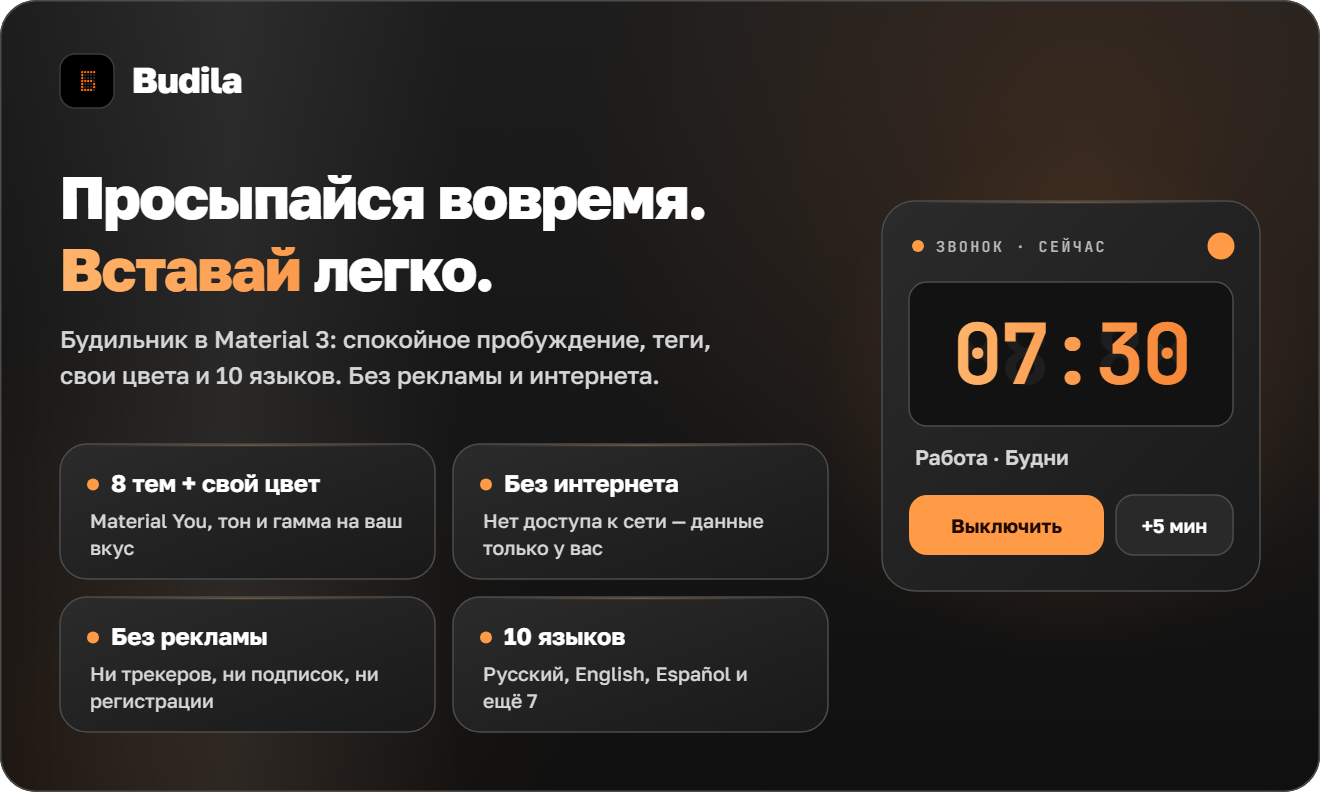 Б
Budila
Просыпайся вовремя.
Вставай легко.
Будильник в Material 3: спокойное пробуждение, теги,
свои цвета и 10 языков. Без рекламы и интернета.
8 тем + свой цвет
Material You, тон и гамма на ваш
вкус
Без интернета
Нет доступа к сети — данные
только у вас
Без рекламы
Ни трекеров, ни подписок, ни
регистрации
10 языков
Русский, English, Español и
ещё 7
ЗВОНОК · СЕЙЧАС
07:30
Работа · Будни
Выключить
+5 мин